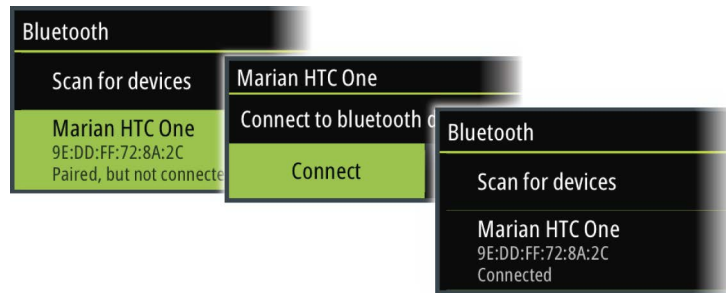 Bluetooth
Scan for devices
Marian HTC One
9E:DD:FF:72:8A:2C
Paired, but not connecte
Marian HTC One
Connect to bluetooth
Connect
Bluetooth
Scan for devices
Marian HTC One
9E:DD:FF:72:8A:2C
Connected